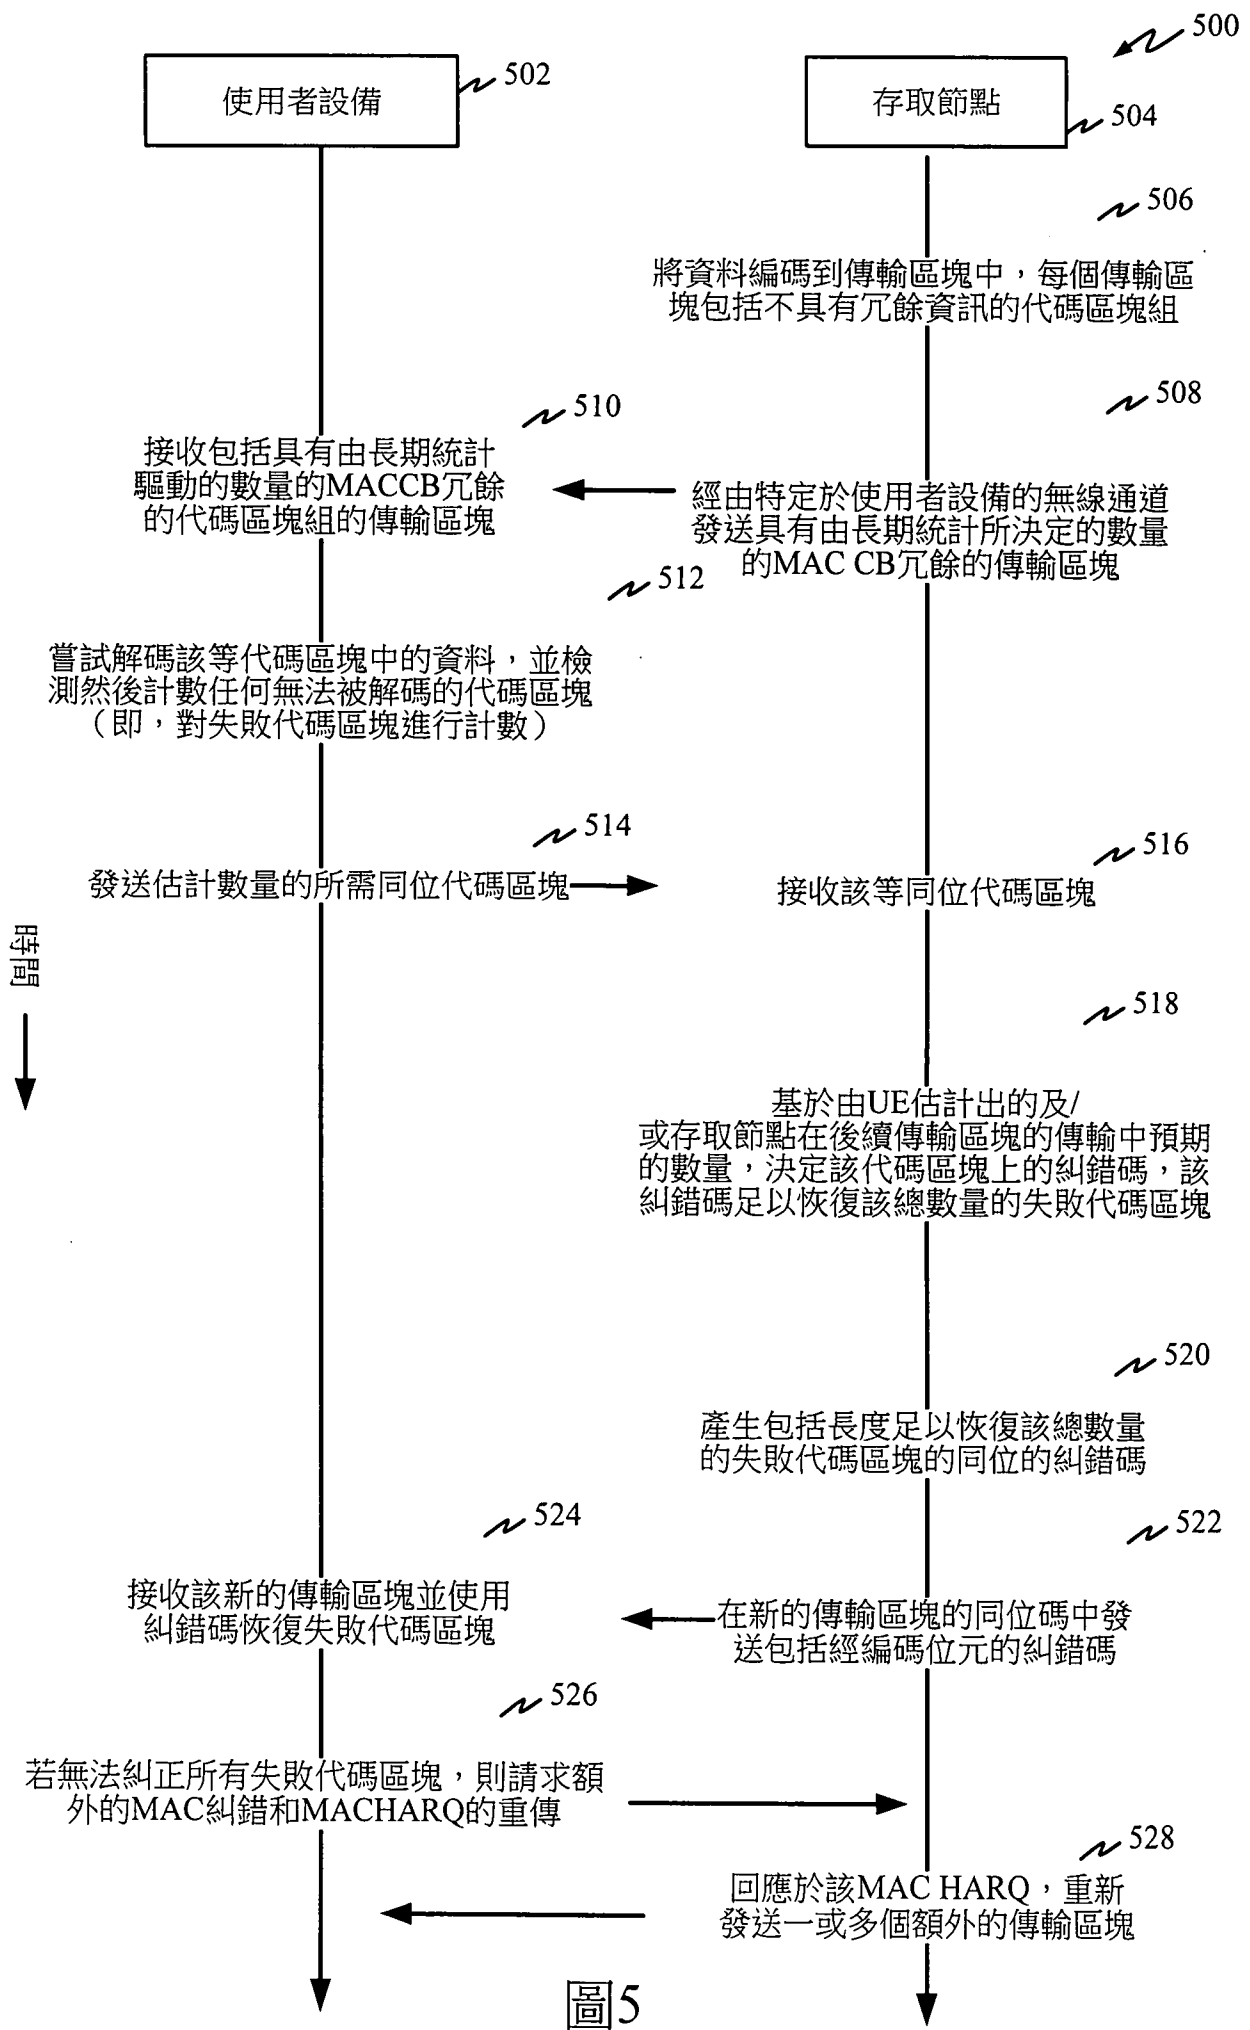 500
使用者設備
502
存取節點
504
506
將資料編碼到傳輸區塊中，每個傳輸區
塊包括不具有冗餘資訊的代碼區塊組
508
510
接收包括具有由長期統計
驅動的數量的MACCB冗餘
的代碼區塊組的傳輸區塊
經由特定於使用者設備的無線通道
發送具有由長期統計所決定的數量
的MAC CB冗餘的傳輸區塊
512
嘗試解碼該等代碼區塊中的資料，並檢
測然後計數任何無法被解碼的代碼區塊
（即，對失敗代碼區塊進行計數）
514
發送估計數量的所需同位代碼區塊
516
接收該等同位代碼區塊
時間
518
基於由UE估計出的及/
或存取節點在後續傳輸區塊的傳輸中預期
的數量，決定該代碼區塊上的糾錯碼，該
糾錯碼足以恢復該總數量的失敗代碼區塊
520
產生包括長度足以恢復該總數量
的失敗代碼區塊的同位的糾錯碼
522
524
接收該新的傳輸區塊並使用
糾錯碼恢復失敗代碼區塊
在新的傳輸區塊的同位碼中發
送包括經編碼位元的糾錯碼
526
若無法糾正所有失敗代碼區塊，則請求額
外的MAC糾錯和MACHARQ的重傳
528
回應於該MAC HARQ，重新
發送一或多個額外的傳輸區塊
圖5